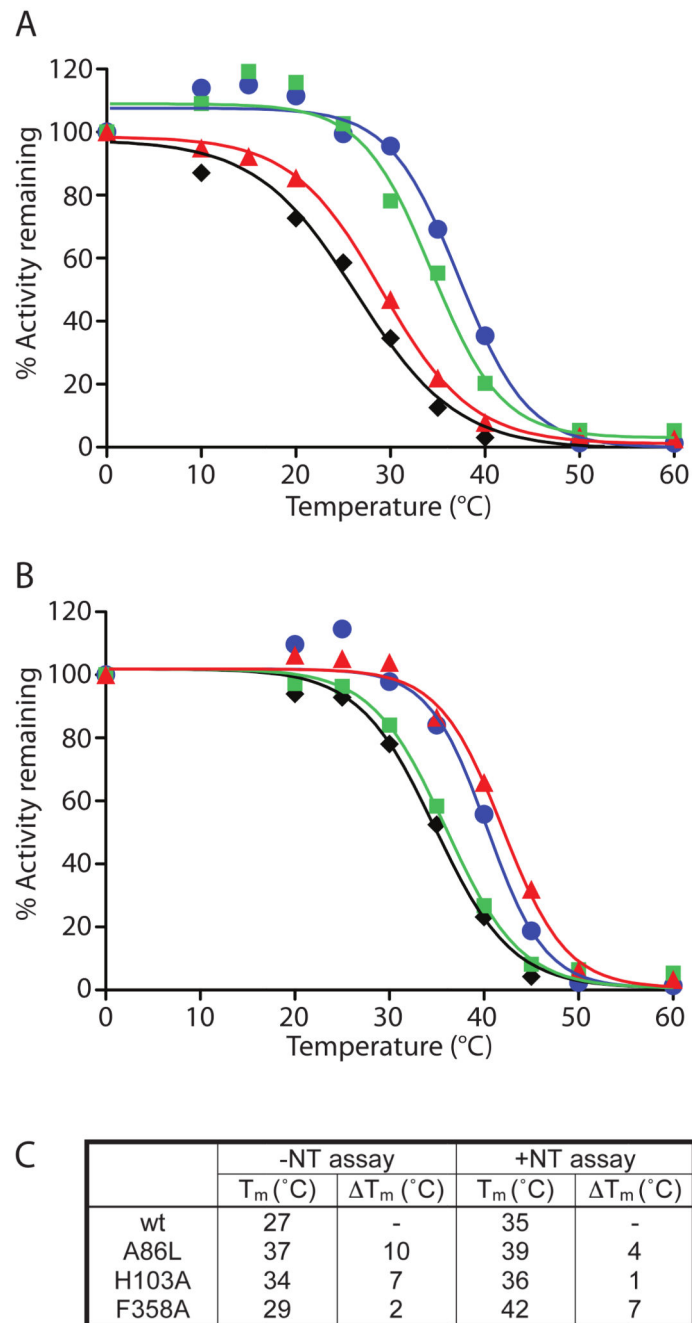 A
120
100
80
60
40
20
0
% Activity remaining
0 10 20 30 40 50 60
Temperature (°C)
B
120
100
80
60
40
20
0
% Activity remaining
0 10 20 30 40 50 60
Temperature (°C)
C
-NT assay +NT assay
Tm (˚C) ΔTm (˚C) Tm (˚C) ΔTm (˚C)
wt 27 - 35 -
A86L 37 10 39 4
H103A 34 7 36 1
F358A 29 2 42 7